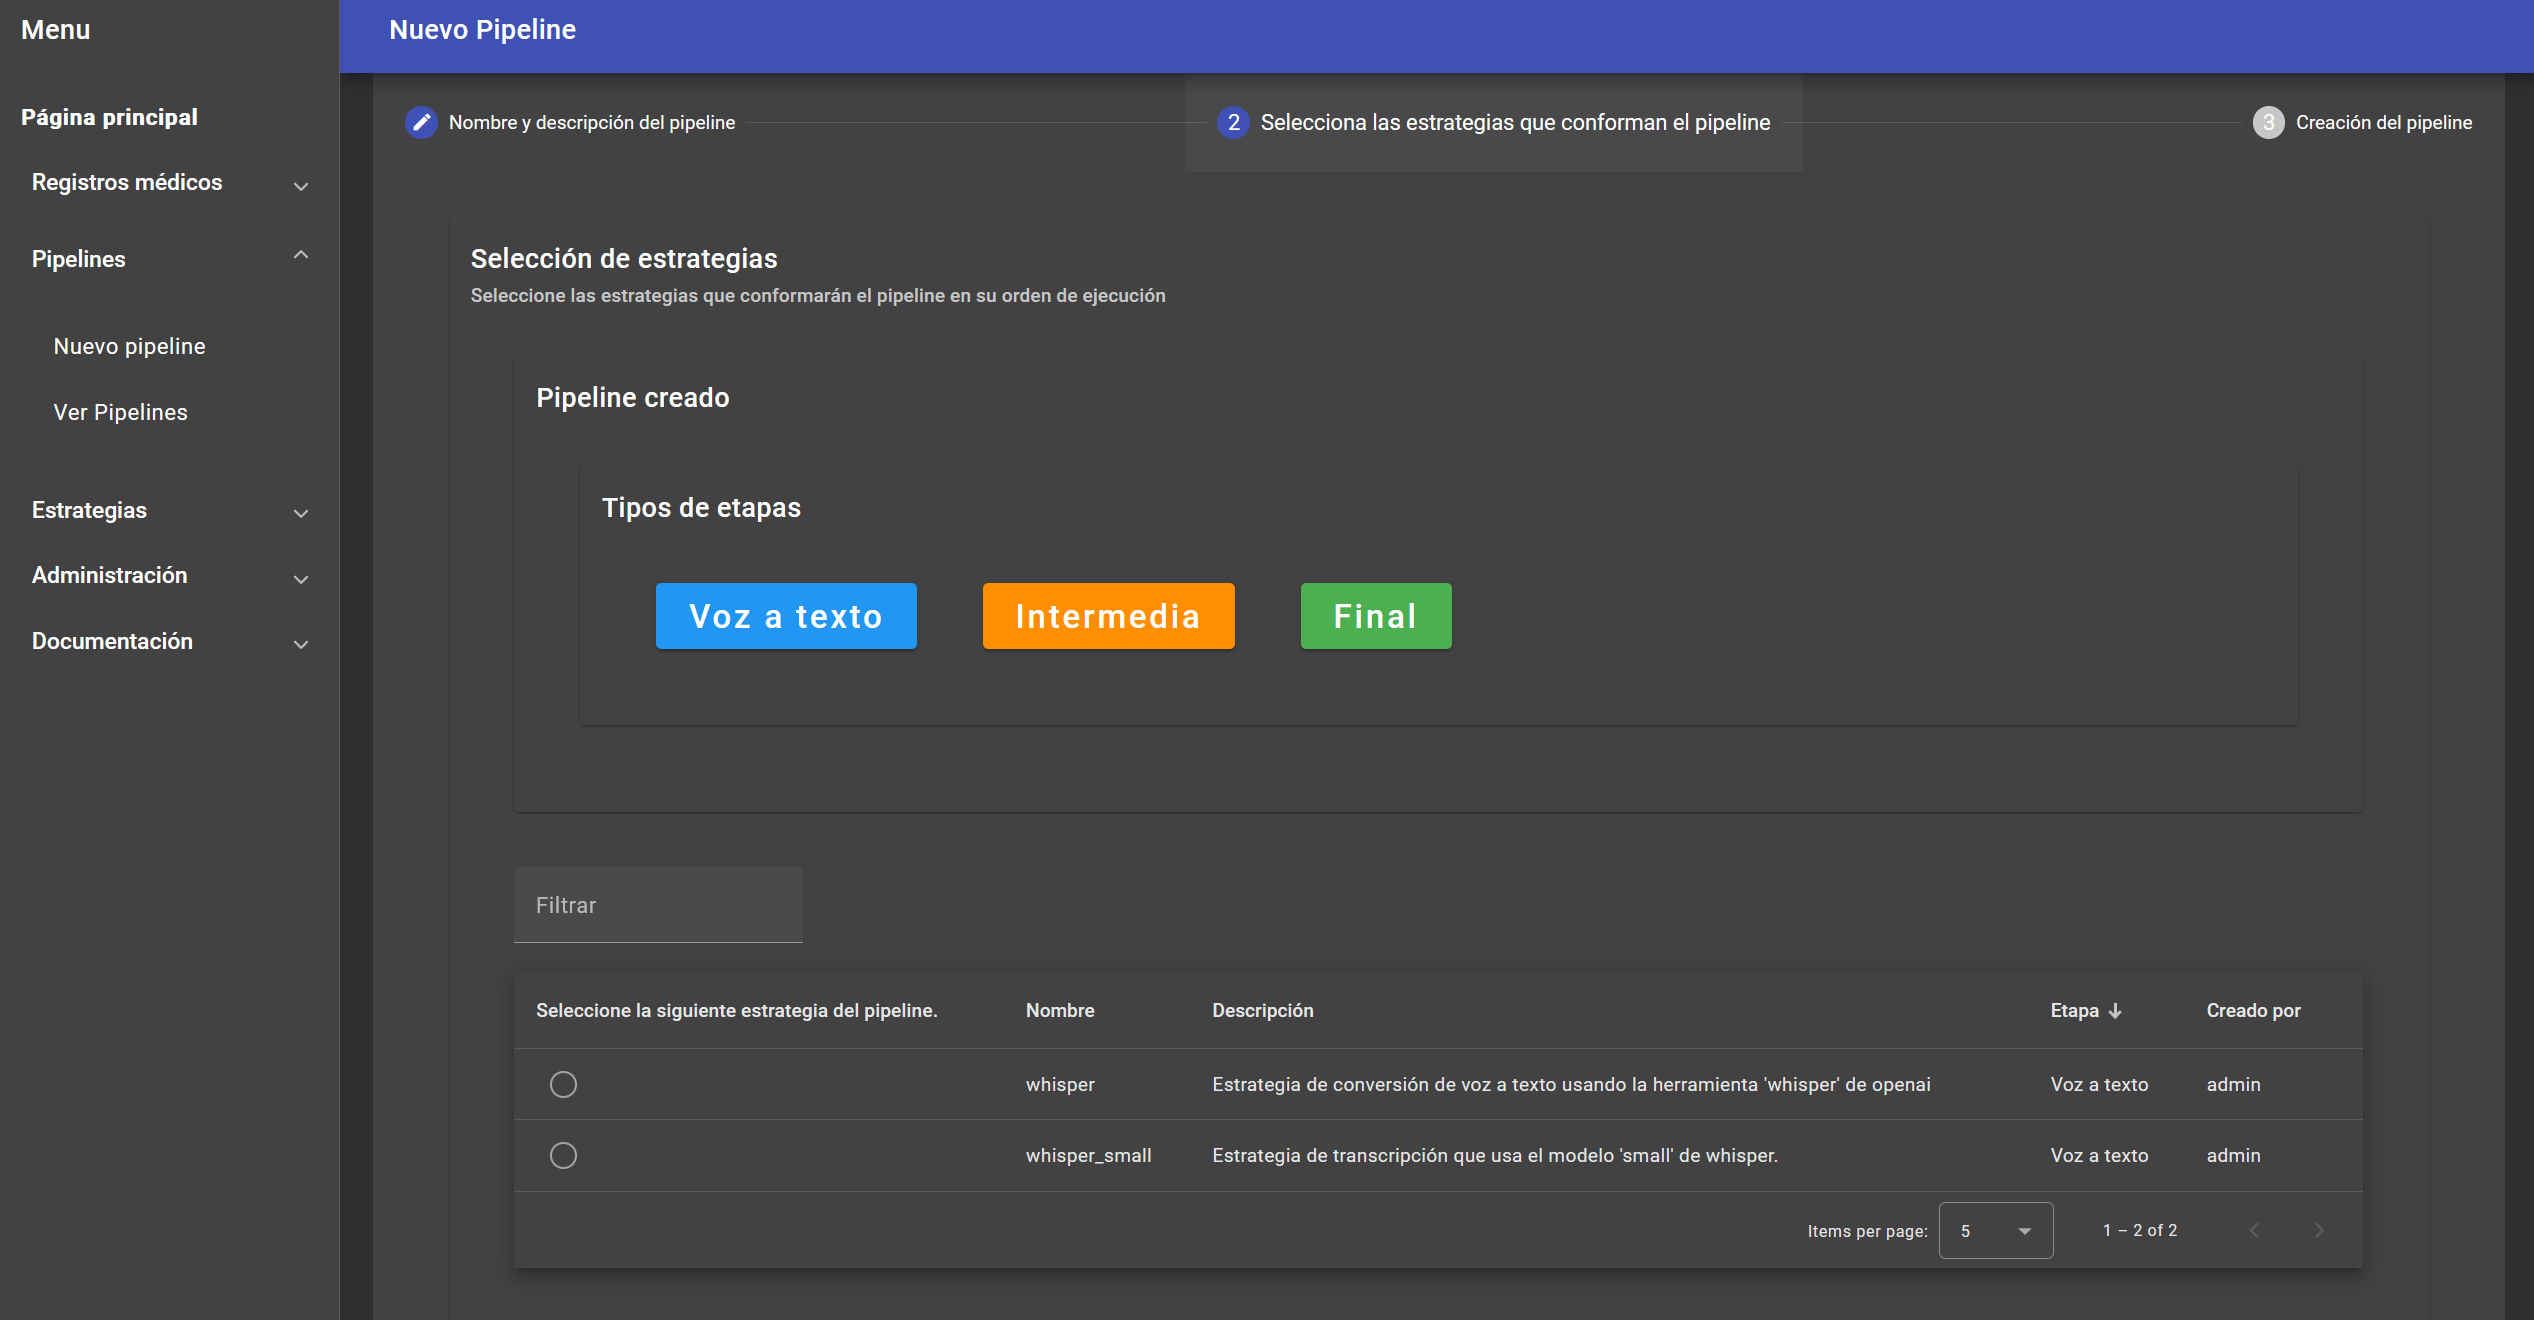 Menu
Nuevo Pipeline
Página principal
Registros médicos
Pipelines
Nuevo pipeline
Ver Pipelines
Estrategias
Administración
Documentación
Nombre y descripción del pipeline
2 Selecciona las estrategias que conforman el pipeline
3 Creación del pipeline
Selección de estrategias
Seleccione las estrategias que conformarán el pipeline en su orden de ejecución
Pipeline creado
Tipos de etapas
Voz a texto Intermedia Final
Filtrar
Seleccione la siguiente estrategia del pipeline. Nombre Descripción Etapa Creado por
whisper Estrategia de conversión de voz a texto usando la herramienta 'whisper' de openai Voz a texto admin
whisper_small Estrategia de transcripción que usa el modelo 'small' de whisper. Voz a texto admin
Items per page: 5 1 – 2 of 2